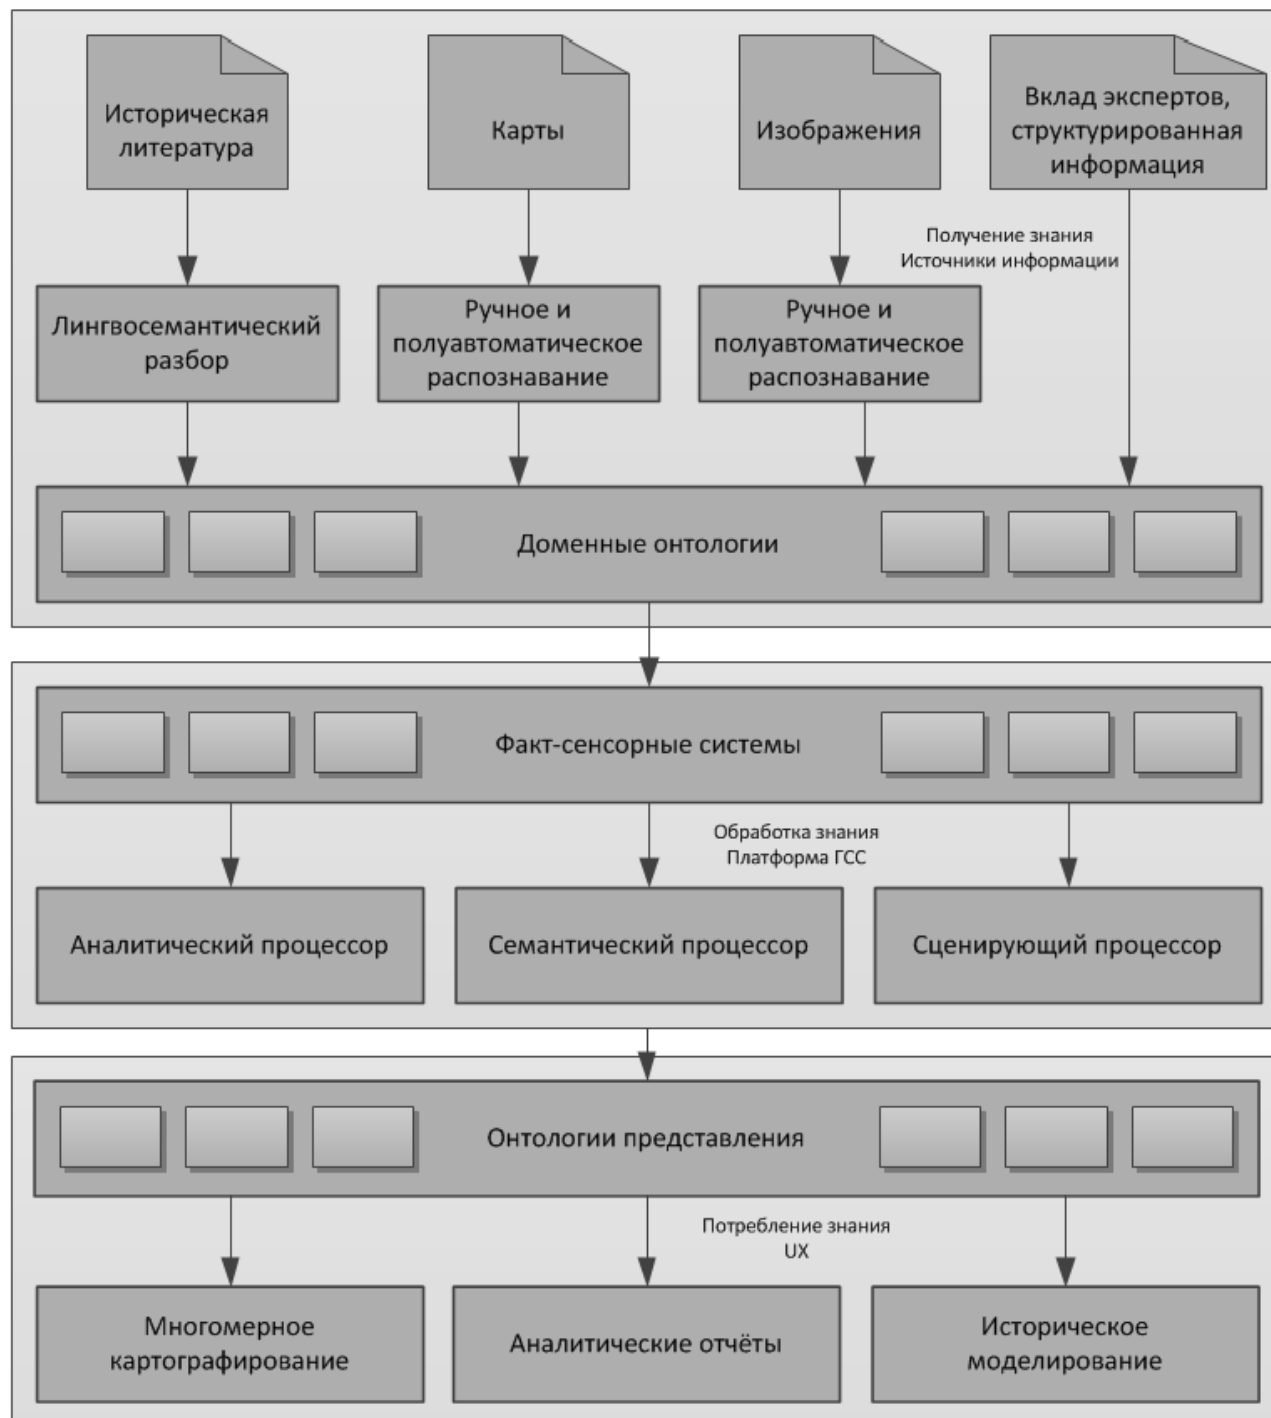 Историческая
литература
Карты
Изображения
Вклад экспертов,
структурированная
информация
Получение знания
Источники информации
Лингвосемантический
разбор
Ручное и
полуавтоматическое
распознавание
Ручное и
полуавтоматическое
распознавание
Доменные онтологии
Факт-сенсорные системы
Обработка знания
Платформа ГСС
Аналитический процессор
Семантический процессор
Сценирующий процессор
Онтологии представления
Потребление знания
UX
Многомерное
картографирование
Аналитические отчёты
Историческое
моделирование